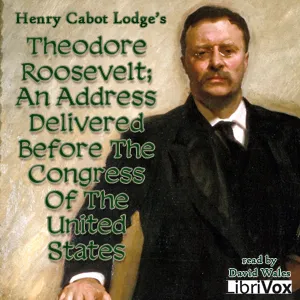 Henry Cabot Lodge's
Theodore
Roosevelt;
An Address
Delivered
Before The
Congress
Of The
United
States
read by
David Wales
LibriVox